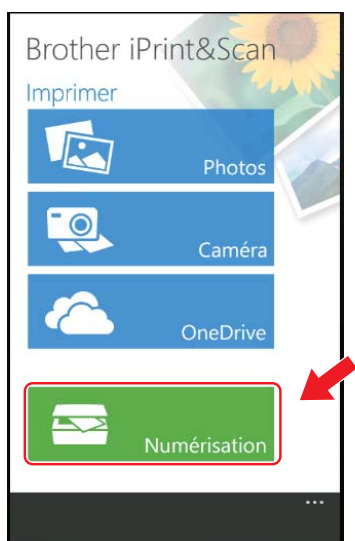 Brother iPrint&Scan
Imprimer
Photos
Caméra
OneDrive
Numérisation
...